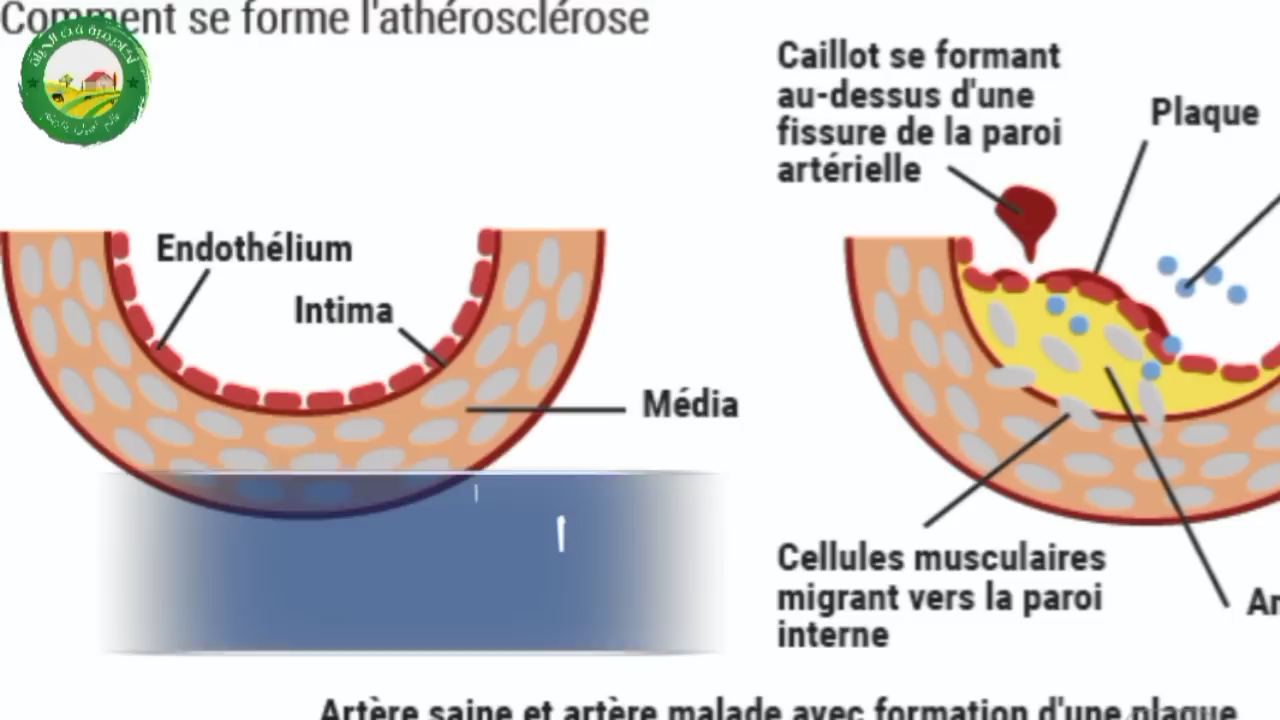 Comment se forme l'athérosclérose
Caillot se formant
au-dessus d'une
fissure de la paroi
artérielle
Plaque
Endothélium
Intima
Média
Cellules musculaires
migrant vers la paroi
interne
Artère saine et artère malade avec formation d'une plaque